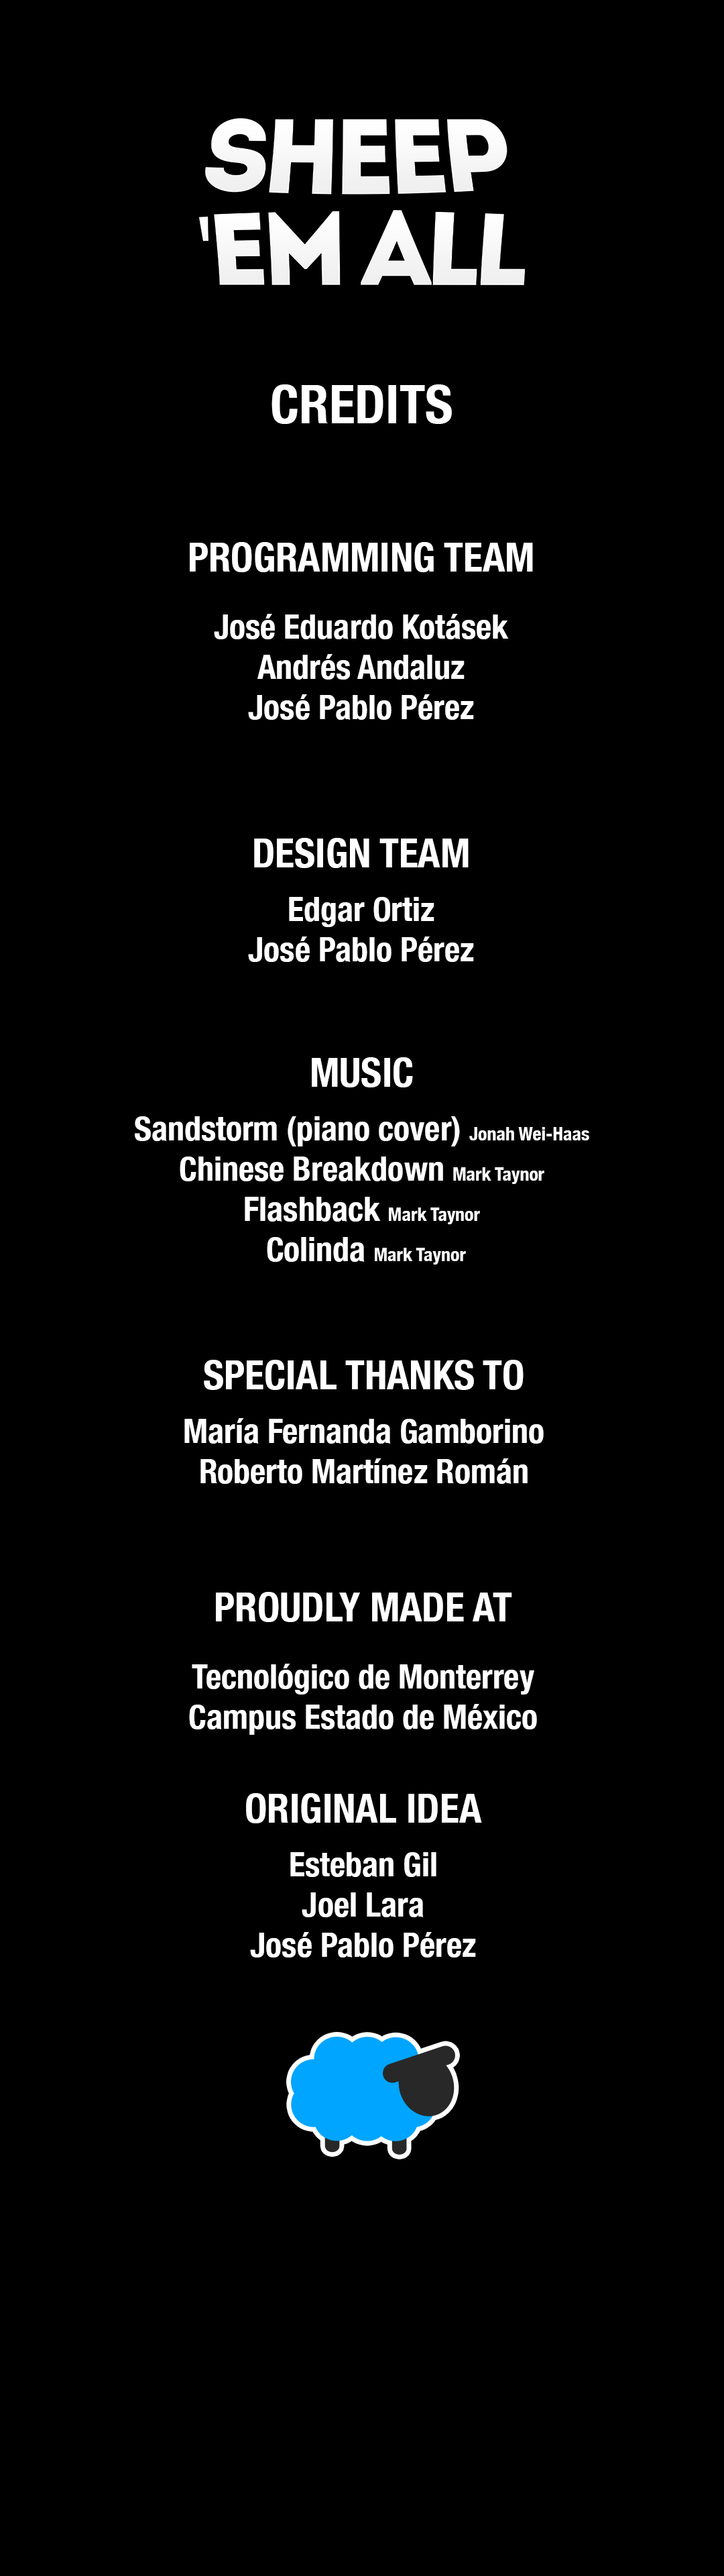 SHEEP
'EM ALL
CREDITS
PROGRAMMING TEAM
José Eduardo Kotásek
Andrés Andaluz
José Pablo Pérez
DESIGN TEAM
Edgar Ortiz
José Pablo Pérez
MUSIC
Sandstorm (piano cover) Jonah Wei-Haas
Chinese Breakdown Mark Taynor
Flashback Mark Taynor
Colinda Mark Taynor
SPECIAL THANKS TO
María Fernanda Gamborino
Roberto Martínez Román
PROUDLY MADE AT
Tecnológico de Monterrey
Campus Estado de México
ORIGINAL IDEA
Esteban Gil
Joel Lara
José Pablo Pérez